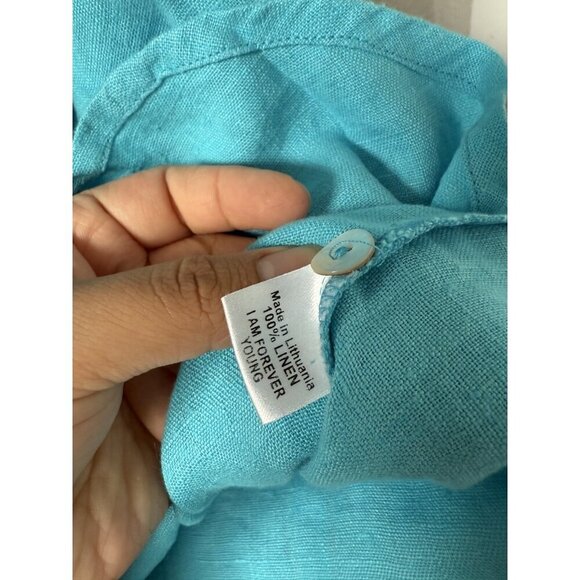 Made in Lithuania
100% LINEN
I AM FOREVER
YOUNG